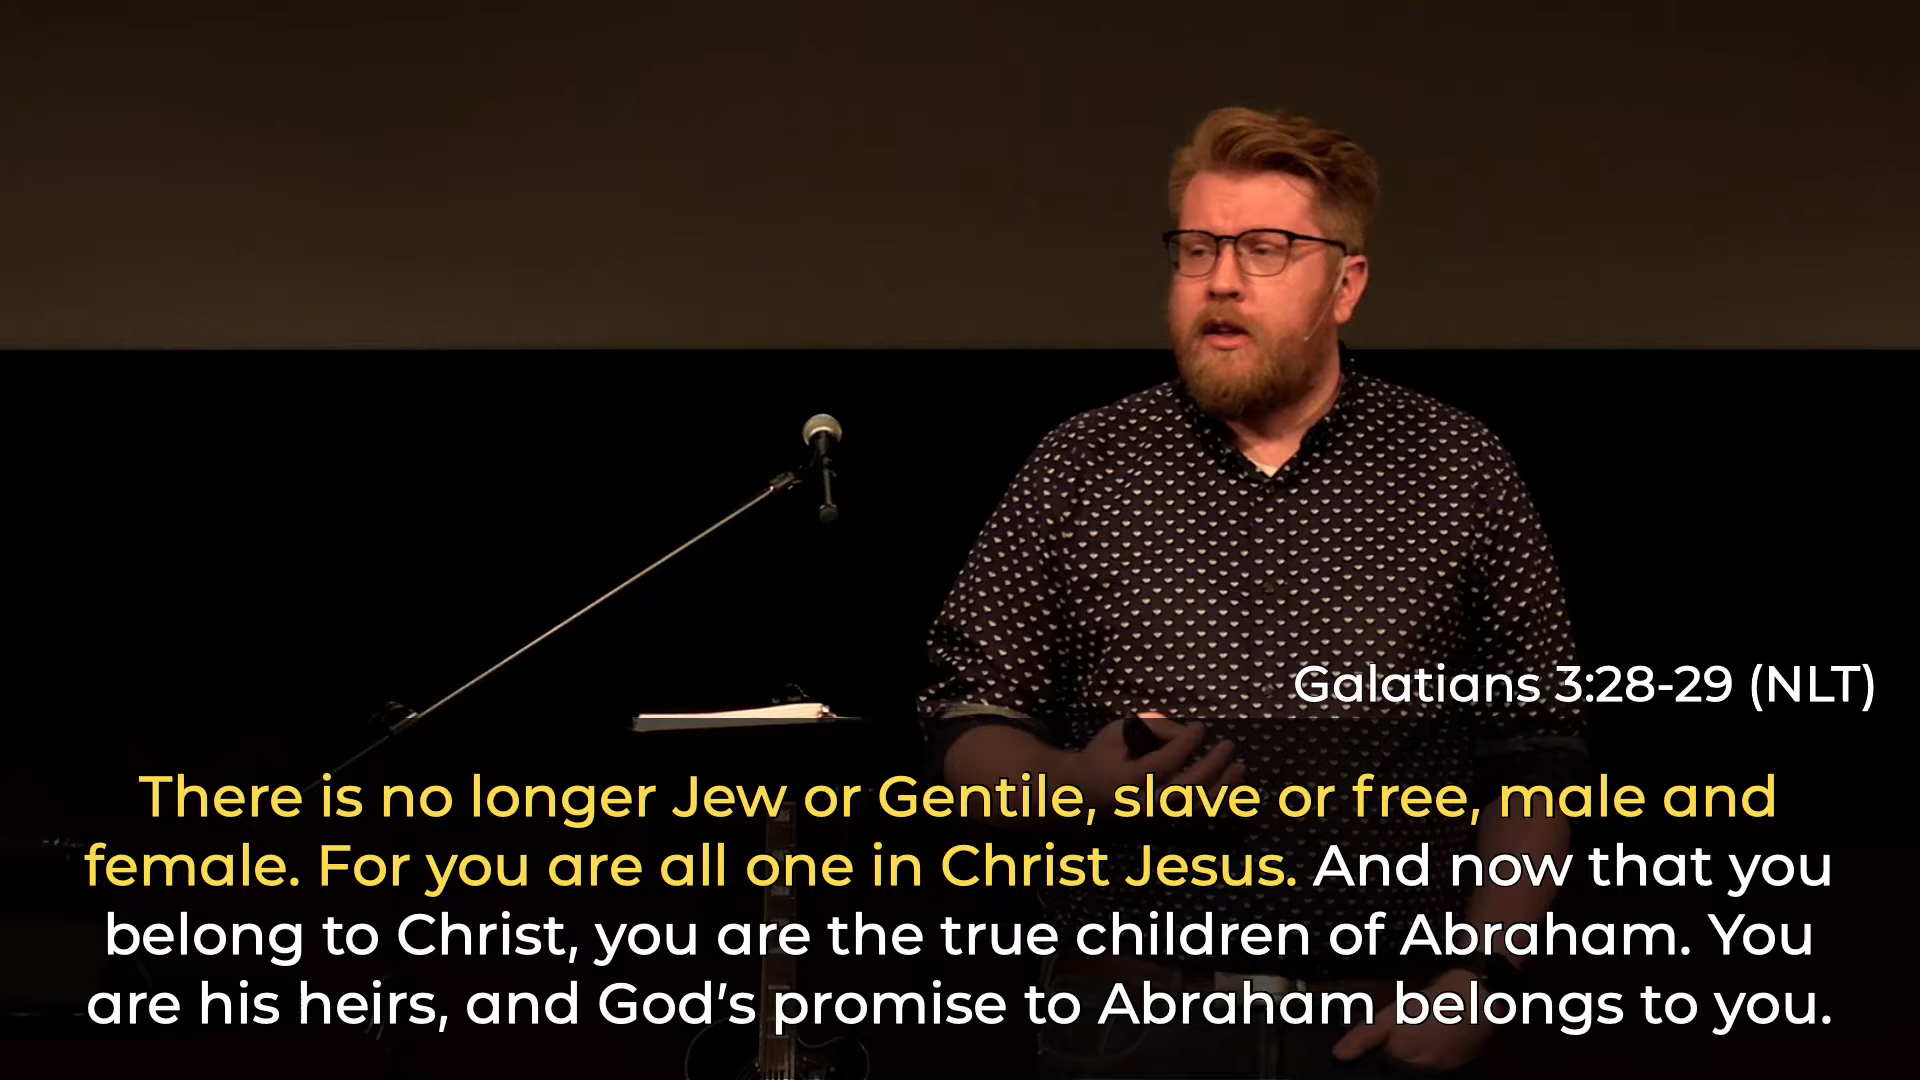 Galatians 3:28-29 (NLT)
There is no longer Jew or Gentile, slave or free, male and
female. For you are all one in Christ Jesus. And now that you
belong to Christ, you are the true children of Abraham. You
are his heirs, and God's promise to Abraham belongs to you.